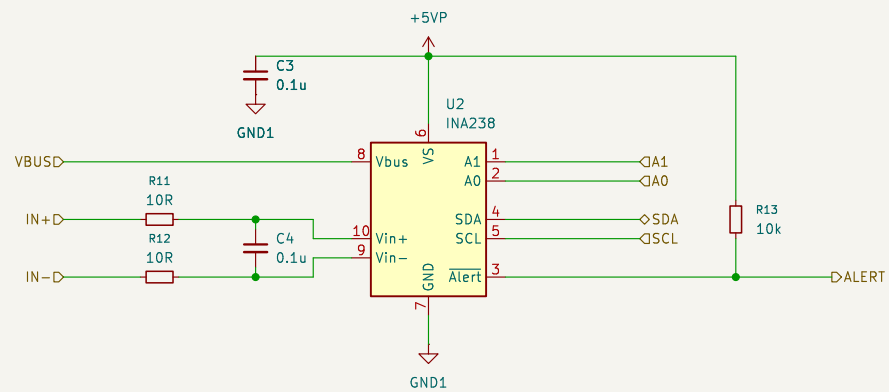 +5VP
C3
0.1u
GND1
U2
INA238
6
VS
VBUS
8
Vbus
A1
1
A1
A0
2
A0
R11
10R
IN+
10
Vin+
SDA
4
SDA
R13
10k
R12
10R
C4
0.1u
9
Vin-
SCL
5
SCL
IN-
GND
7
Alert
3
ALERT
GND1